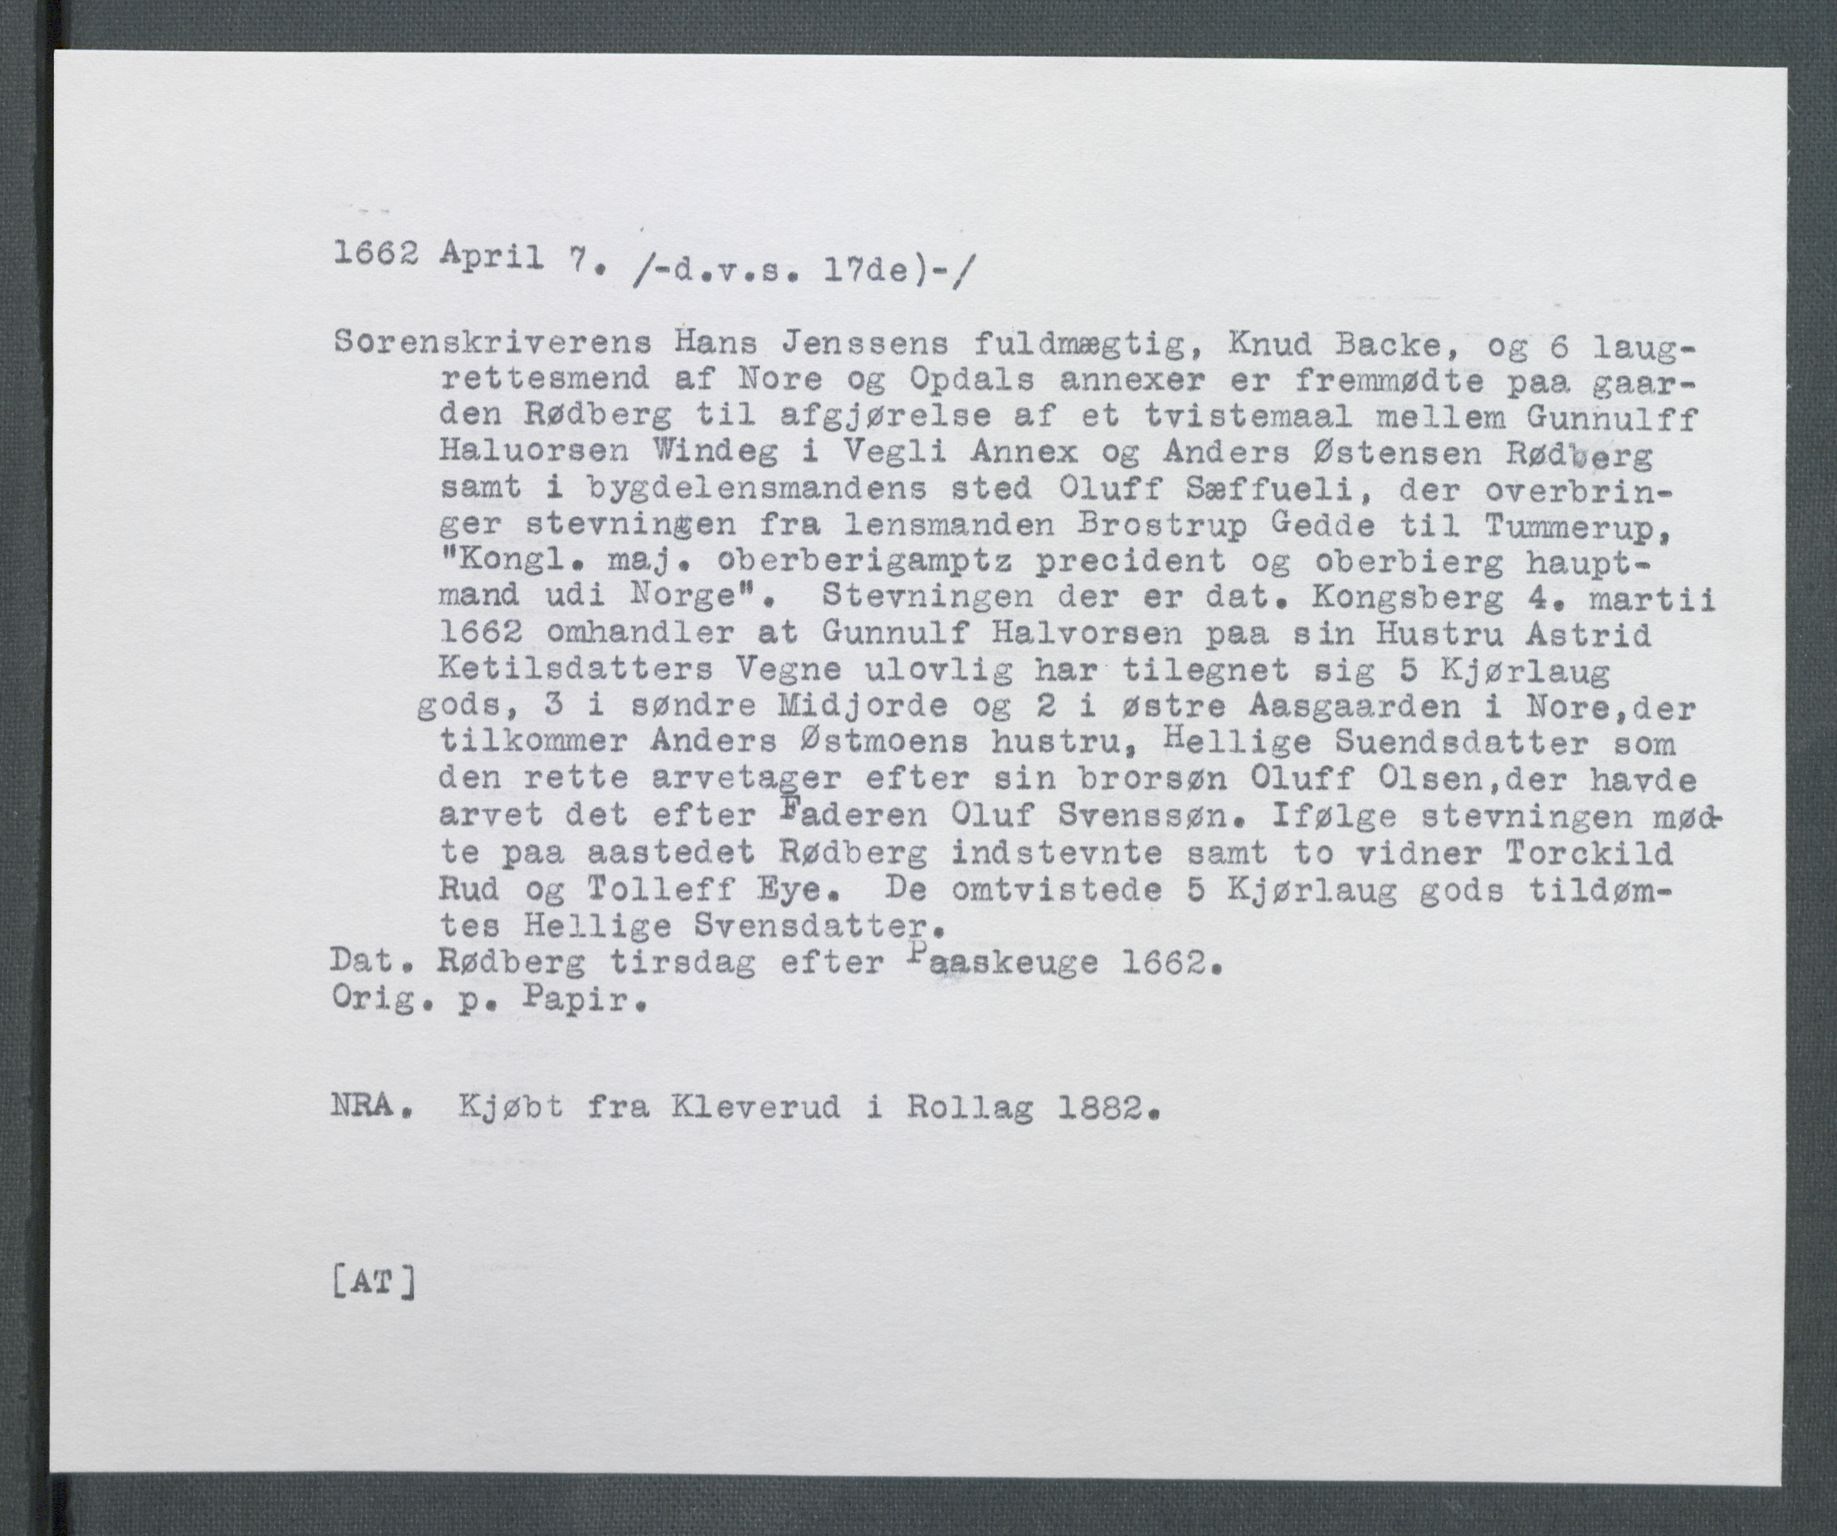 1662 April 7. /-d.v.s. 17de)-/
Sorenskriverens Hans Jenssens fuldmægtig, Knud Backe, og 6 laug-
rettesmend af Nore og Opdals annexer er fremmødte paa gaar-
den Rødberg til afgjørelse af et tvistemaal mellem Gunnulff
Haluorsen Windeg i Vegli Annex og Anders Østensen Rødberg
samt i bygdelensmandens sted Oluff Sæffueli, der overbrin-
ger stevningen fra lensmanden Brostrup Gedde til Tummerup,
"Kongl. maj. oberberigamptz precident og oberbierg haupt-
mand udi Norge". Stevningen der er dat. Kongsberg 4. martii
1662 omhandler at Gunnulf Halvorsen paa sin Hustru Astrid
Ketilsdatters Vegne ulovlig har tilegnet sig 5 Kjørlaug
gods, 3 i søndre Midjorde og 2 i østre Aasgaarden i Nore,der
tilkommer Anders Østmoens hustru, Hellige Suendsdatter som
den rette arvetager efter sin brorsøn Oluff Olsen,der havde
arvet det efter Faderen Oluf Svenssøn. Ifølge stevningen mød-
te paa aastedet Rødberg indstevnte samt to vidner Torckild
Rud og Tolleff Eye. De omtvistede 5 Kjørlaug gods tildøm-
tes Hellige Svensdatter.
Dat. Rødberg tirsdag efter Paaskeuge 1662.
Orig. p. Papir.
NRA. Kjøbt fra Kleverud i Rollag 1882.
[AT]